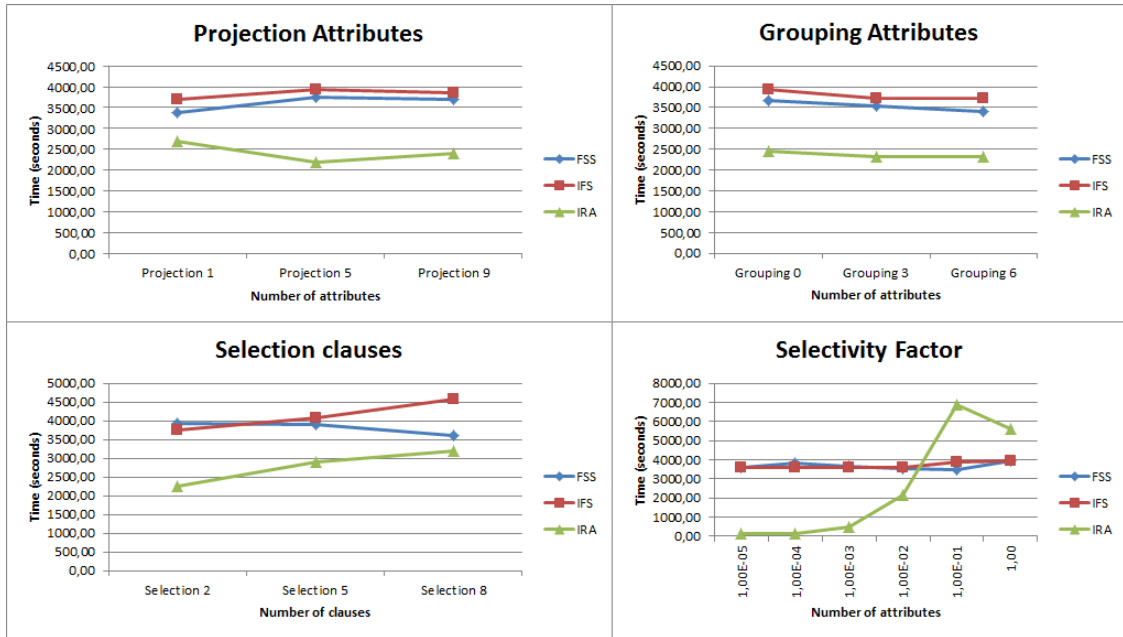 Projection Attributes
Time (seconds)
4500,00
4000,00
3500,00
3000,00
2500,00
2000,00
1500,00
1000,00
500,00
0,00
Projection 1
Projection 5
Projection 9
Number of attributes
FSS
IFS
IRA
Grouping Attributes
Time (seconds)
4500,00
4000,00
3500,00
3000,00
2500,00
2000,00
1500,00
1000,00
500,00
0,00
Grouping 0
Grouping 3
Grouping 6
Number of attributes
FSS
IFS
IRA
Selection clauses
Time (seconds)
5000,00
4500,00
4000,00
3500,00
3000,00
2500,00
2000,00
1500,00
1000,00
500,00
0,00
Selection 2
Selection 5
Selection 8
Number of clauses
FSS
IFS
IRA
Selectivity Factor
Time (seconds)
8000,00
7000,00
6000,00
5000,00
4000,00
3000,00
2000,00
1000,00
0,00
1,00E-05
1,00E-04
1,00E-03
1,00E-02
1,00E-01
1,00
Number of attributes
FSS
IFS
IRA